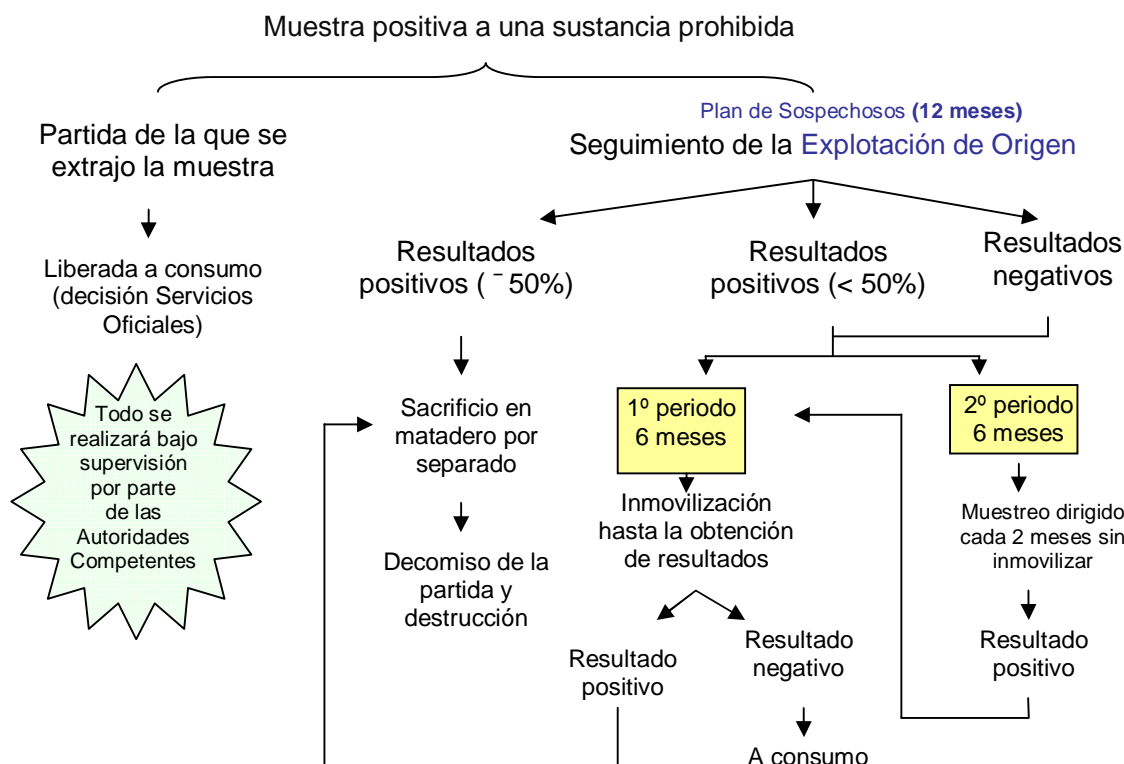 Muestra positiva a una sustancia prohibida
Partida de la que se
extrajo la muestra
Liberada a consumo
(decisión Servicios
Oficiales)
Todo se
realizará bajo
supervisión
por parte
de las
Autoridades
Competentes
Plan de Sospechosos (12 meses)
Seguimiento de la Explotación de Origen
Resultados
positivos ( ¯ 50%)
Sacrificio en
matadero por
separado
Decomiso de la
partida y
destrucción
Resultados
positivos (< 50%)
Resultados
negativos
1º periodo
6 meses
Inmovilización
hasta la obtención
de resultados
Resultado
positivo
Resultado
negativo
A consumo
2º periodo
6 meses
Muestreo dirigido
cada 2 meses sin
inmovilizar
Resultado
positivo